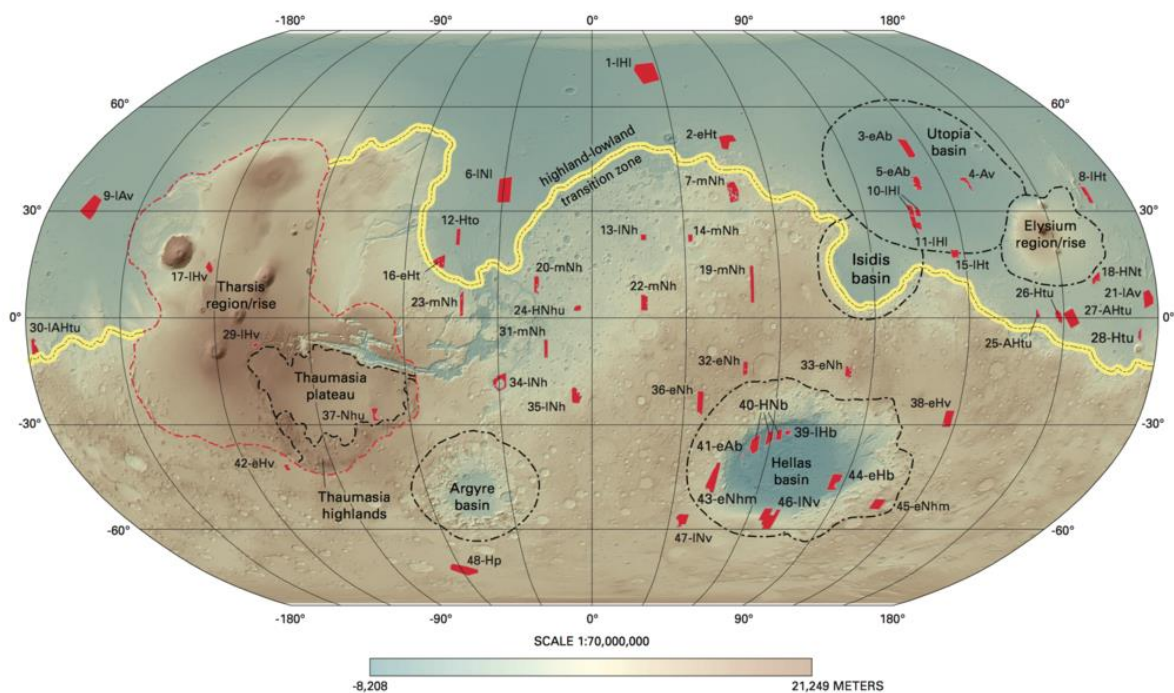 -180°
-90°
0°
90°
180°
1-lHl
60°
60°
2-eHt
3-eAb
Utopia
basin
highland-lowland
transition zone
5-eAb
4-Av
6-lNl
7-mNh
10-lHl
8-lHt
9-lAv
30°
30°
12-Hto
13-lNh
14-mNh
11-lHl
Elysium
region/rise
Isidis
basin
15-lHt
16-eHt
17-lHv
20-mNh
19-mNh
18-HNt
Tharsis
region/rise
23-mNh
24-HNhu
22-mNh
26-Htu
21-lAv
27-AHtu
0°
0°
30-lAHtu
29-lHv
31-mNh
25-AHtu
28-Htu
32-eNh
33-eNh
Thaumasia
plateau
34-lNh
35-lNh
36-eNh
37-Nhu
38-eHv
40-HNb
39-lHb
-30°
-30°
41-eAb
Hellas
basin
42-eHv
44-eHb
43-eNhm
Argyre
basin
46-lNv
45-eNhm
Thaumasia
highlands
-60°
-60°
47-lNv
48-Hp
-180°
-90°
0°
90°
180°
SCALE 1:70,000,000
-8,208
21,249 METERS